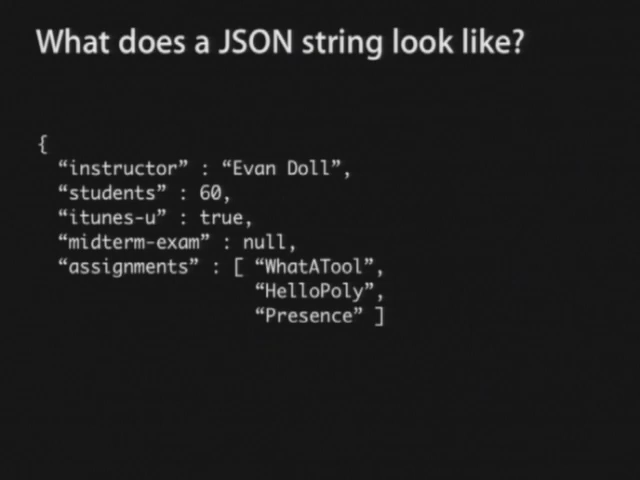 What does a JSON string look like?
{
“instructor” : “Evan Doll”,
“students” : 60,
“itunes-u” : true,
“midterm-exam” : null,
“assignments” : [ “WhatATool”,
“HelloPoly”,
“Presence” ]